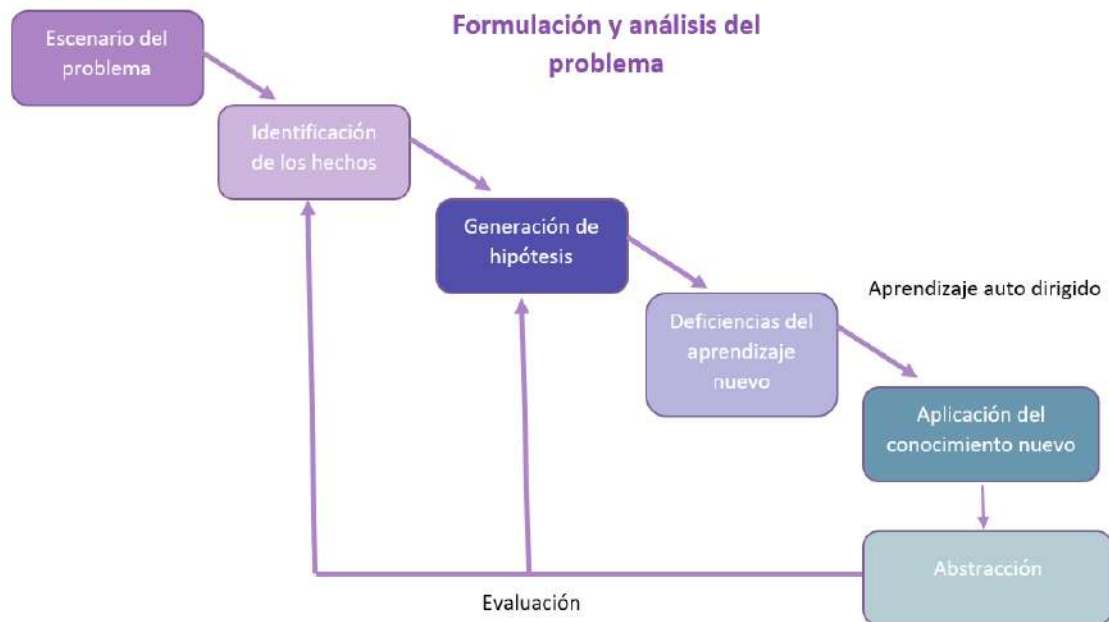 Formulación y análisis del
problema
Escenario del
problema
Identificación
de los hechos
Generación de
hipótesis
Deficiencias del
aprendizaje
nuevo
Aprendizaje auto dirigido
Aplicación del
conocimiento nuevo
Abstracción
Evaluación